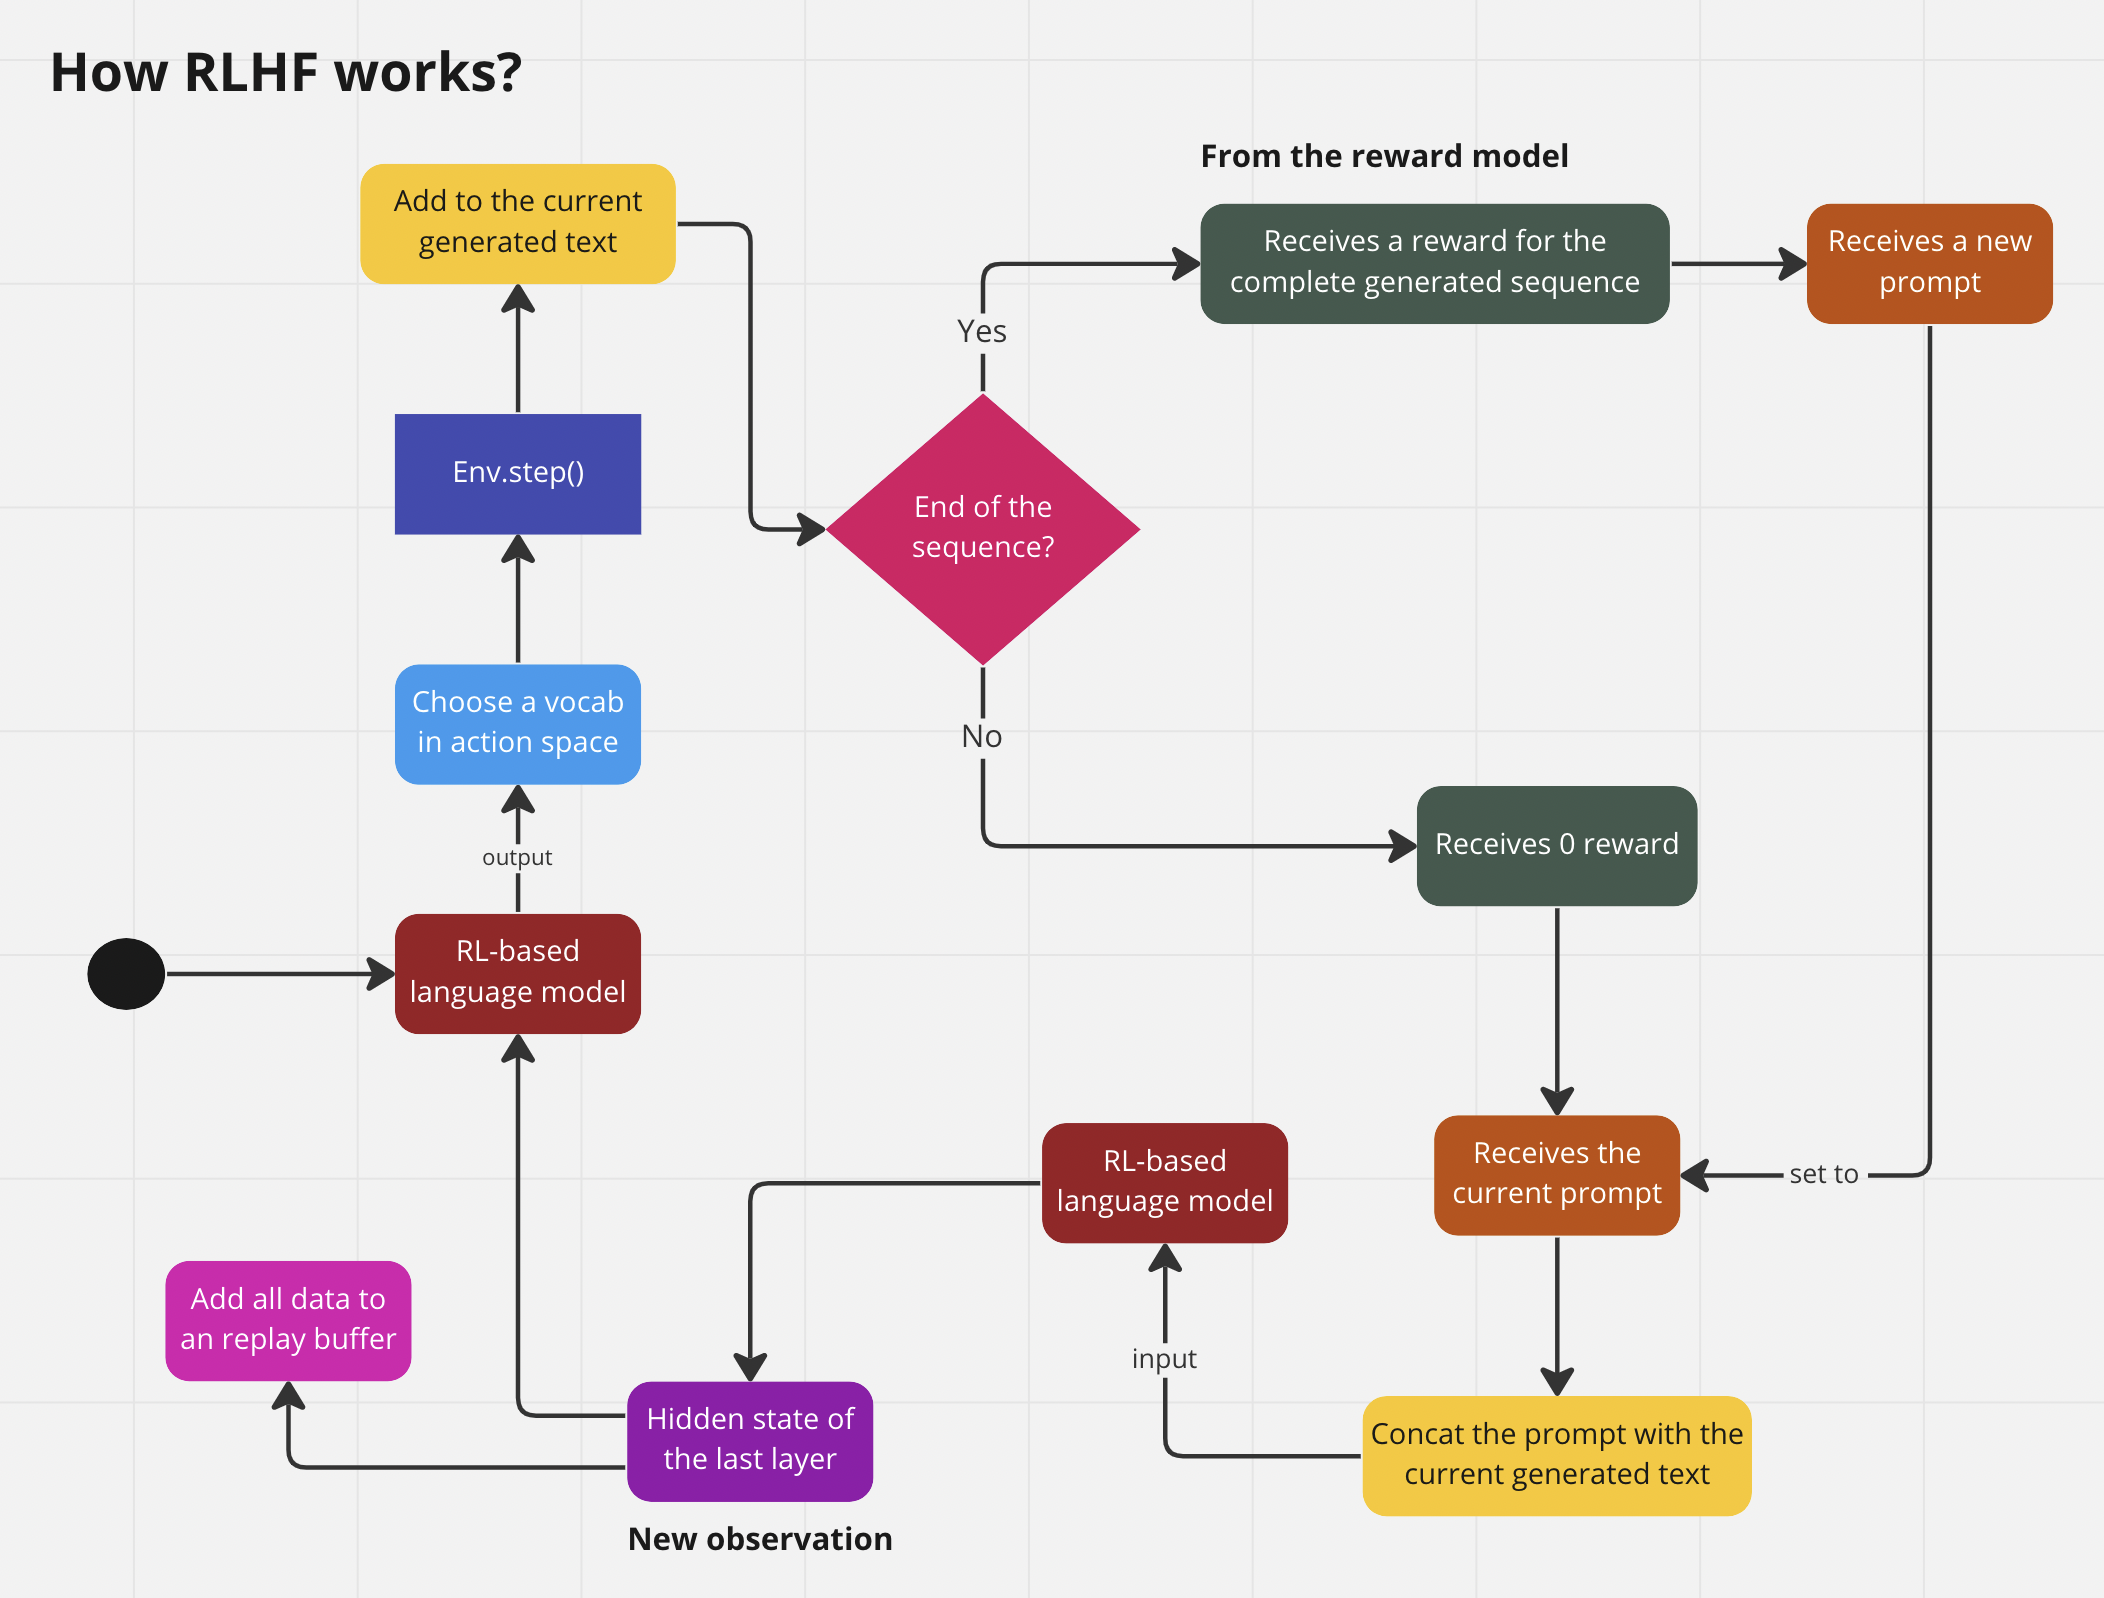 How RLHF works?
From the reward model
Add to the current
generated text
Receives a reward for the
complete generated sequence
Receives a new
prompt
Yes
Env.step()
End of the
sequence?
Choose a vocab
in action space
No
Receives 0 reward
output
RL-based
language model
Receives the
current prompt
set to
RL-based
language model
Add all data to
an replay buffer
input
Hidden state of
the last layer
Concat the prompt with the
current generated text
New observation